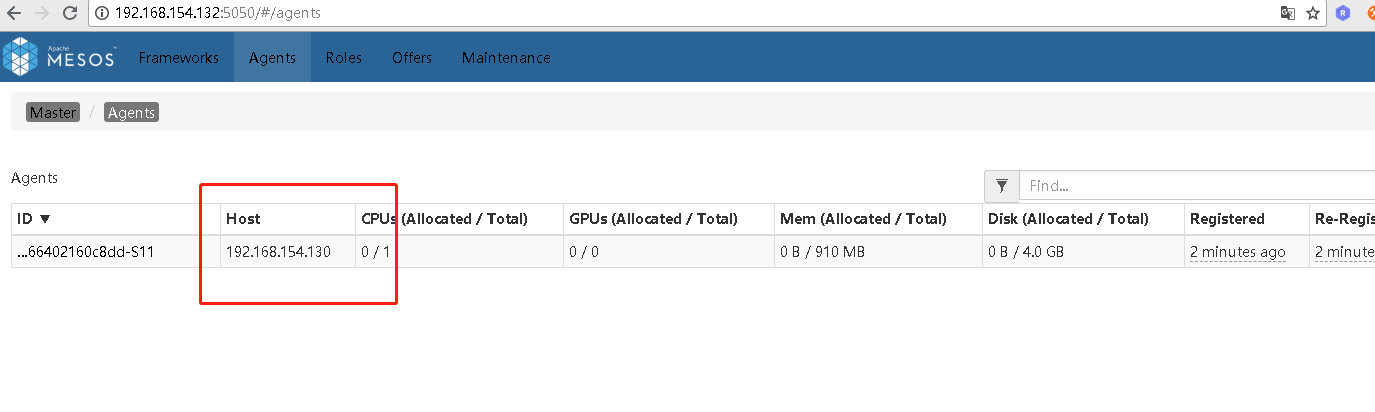 192.168.154.132:5050/#/agents
Apache
MESOS™ Frameworks Agents Roles Offers Maintenance
Master / Agents
Agents
Find...
ID ▼ Host CPUs (Allocated / Total) GPUs (Allocated / Total) Mem (Allocated / Total) Disk (Allocated / Total) Registered Re-Regis
...66402160c8dd-S11 192.168.154.130 0 / 1 0 / 0 0 B / 910 MB 0 B / 4.0 GB 2 minutes ago 2 minute